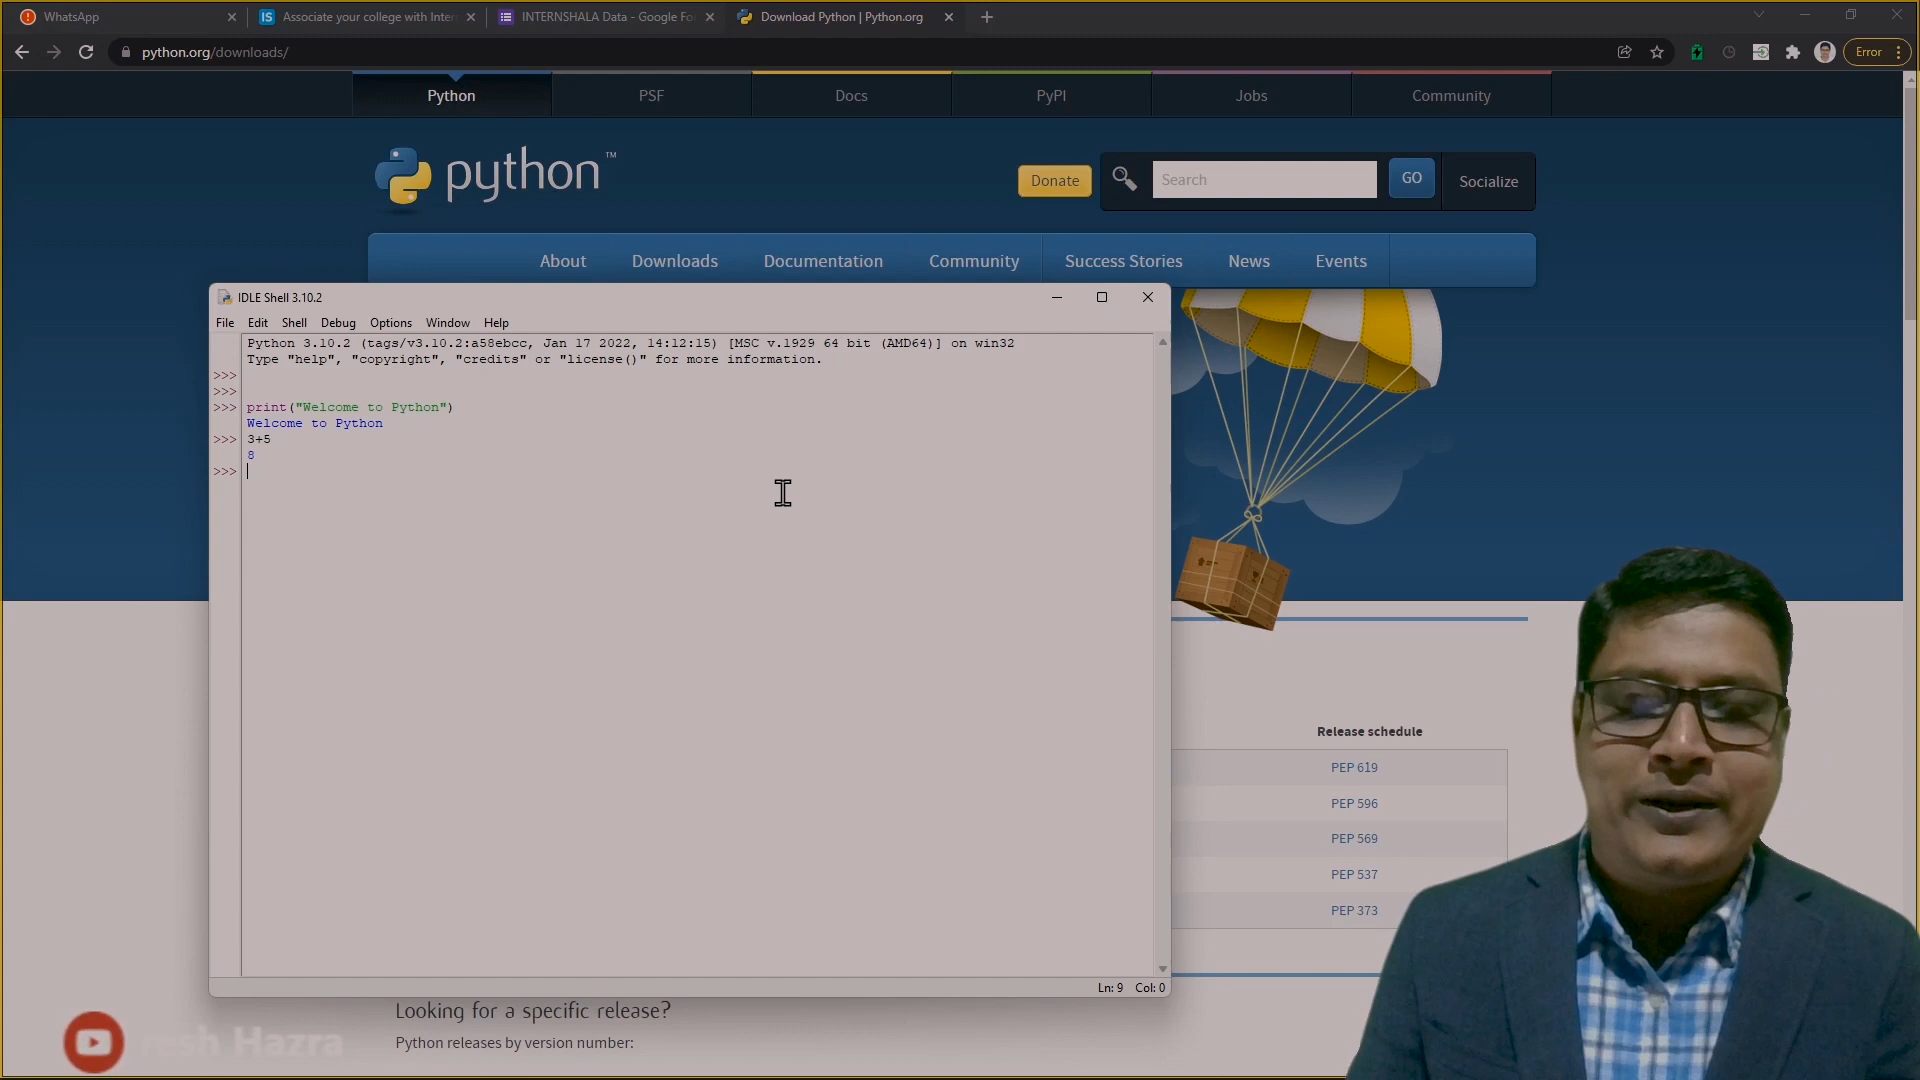 WhatsApp
Associate your college with Inter
INTERNSHALA Data - Google Fo
Download Python | Python.org
python.org/downloads/
Error
Python
PSF
Docs
PyPI
Jobs
Community
python™
Donate
Search
GO
Socialize
About
Downloads
Documentation
Community
Success Stories
News
Events
IDLE Shell 3.10.2
File Edit Shell Debug Options Window Help
Python 3.10.2 (tags/v3.10.2:a58ebcc, Jan 17 2022, 14:12:15) [MSC v.1929 64 bit (AMD64)] on win32
Type "help", "copyright", "credits" or "license()" for more information.
>>>
>>>
>>> print("Welcome to Python")
Welcome to Python
>>> 3+5
8
>>>
Ln: 9 Col: 0
Release schedule
PEP 619
PEP 596
PEP 569
PEP 537
PEP 373
Looking for a specific release?
Python releases by version number:
resh Hazra